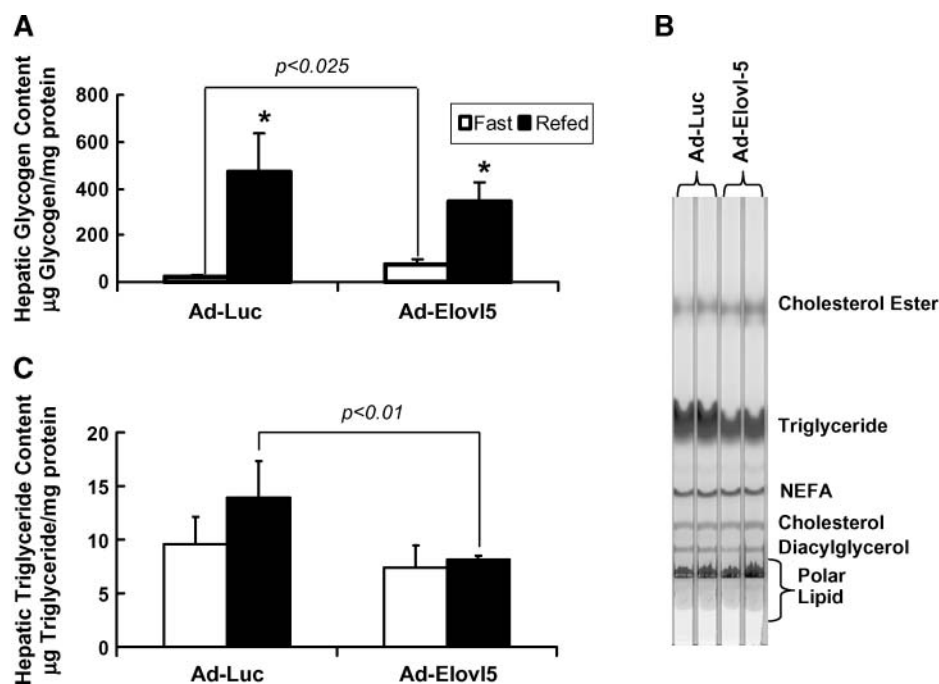 A
p<0.025
Hepatic Glycogen Content
µg Glycogen/mg protein
800
600
400
200
0
*
*
Fast Refed
Ad-Luc
Ad-Elovl5
B
Ad-Luc
Ad-Elovl-5
Cholesterol Ester
Triglyceride
NEFA
Cholesterol
Diacylglycerol
Polar
Lipid
C
p<0.01
Hepatic Triglyceride Content
µg Triglyceride/mg protein
20
15
10
5
0
Ad-Luc
Ad-Elovl5